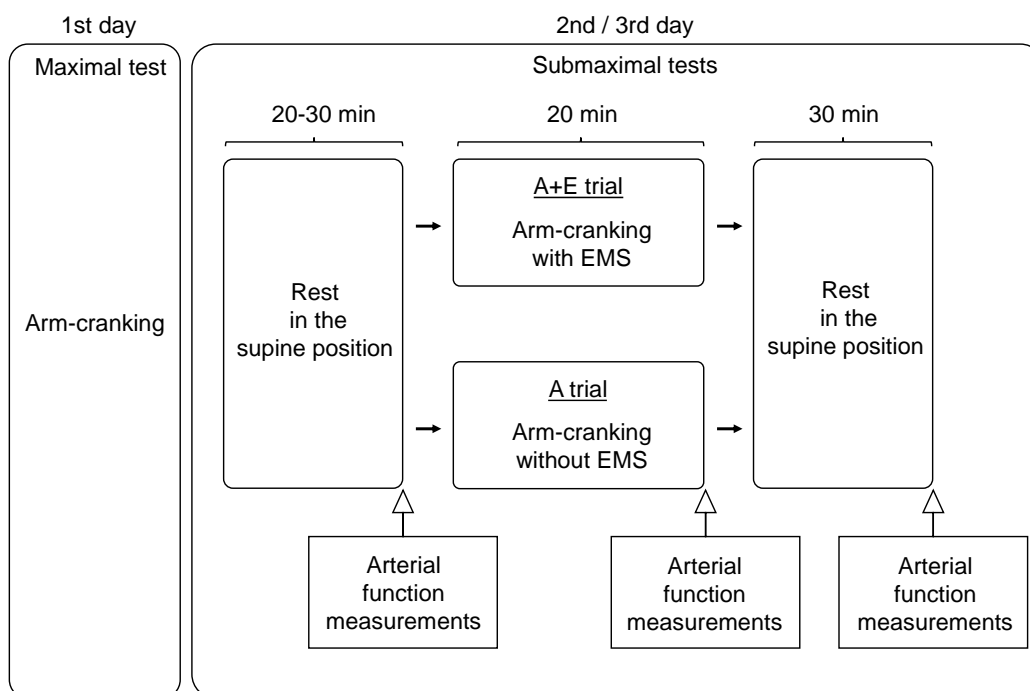 1st day
2nd / 3rd day
Maximal test
Submaximal tests
20-30 min
20 min
30 min
Arm-cranking
Rest
in the
supine position
A+E trial
Arm-cranking
with EMS
A trial
Arm-cranking
without EMS
Rest
in the
supine position
Arterial
function
measurements
Arterial
function
measurements
Arterial
function
measurements